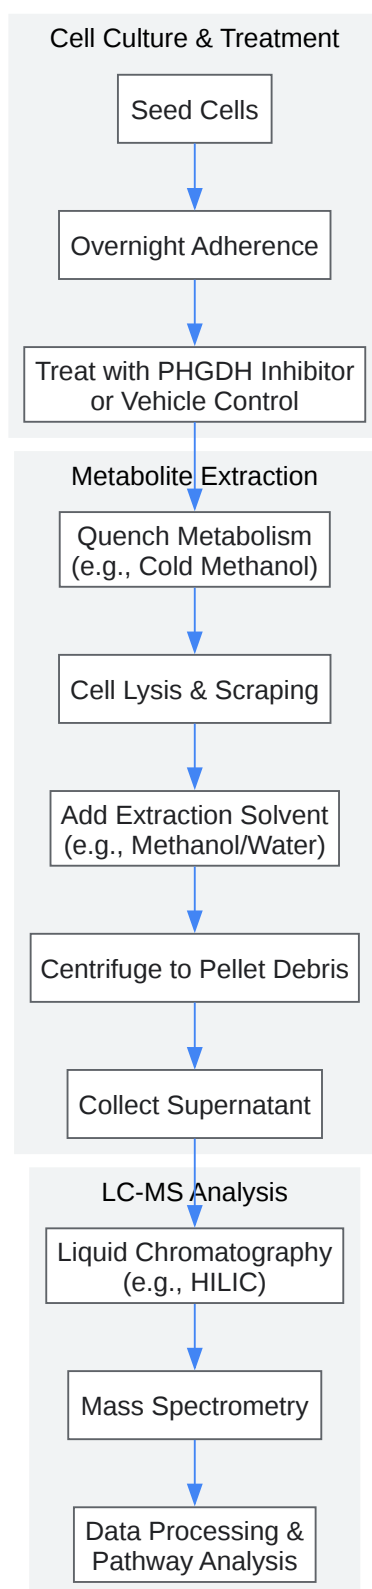 Cell Culture & Treatment
Seed Cells
Overnight Adherence
Treat with PHGDH Inhibitor
or Vehicle Control
Metabolite Extraction
Quench Metabolism
(e.g., Cold Methanol)
Cell Lysis & Scraping
Add Extraction Solvent
(e.g., Methanol/Water)
Centrifuge to Pellet Debris
Collect Supernatant
LC-MS Analysis
Liquid Chromatography
(e.g., HILIC)
Mass Spectrometry
Data Processing &
Pathway Analysis